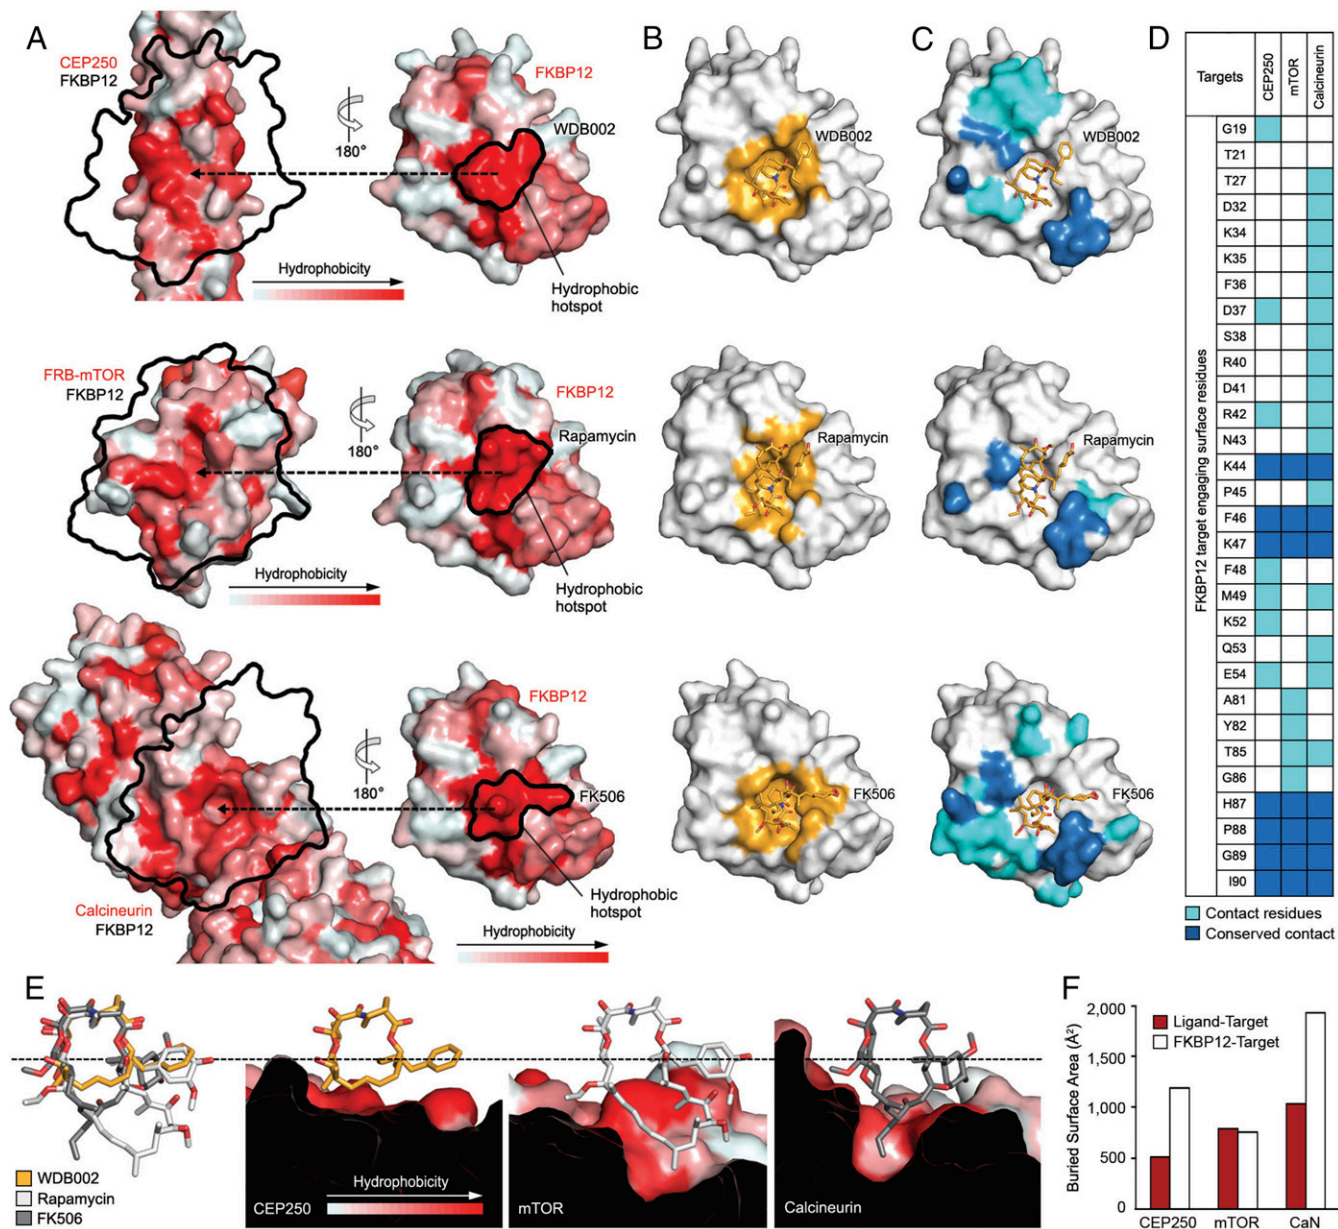 A
CEP250
FKBP12
180°
FKBP12
WDB002
Hydrophobicity
Hydrophobic
hotspot
FRB-mTOR
FKBP12
180°
FKBP12
Rapamycin
Hydrophobicity
Hydrophobic
hotspot
180°
FKBP12
FK506
Hydrophobic
hotspot
Calcineurin
FKBP12
Hydrophobicity
B
WDB002
Rapamycin
FK506
C
WDB002
Rapamycin
FK506
D
Targets
CEP250
mTOR
Calcineurin
FKBP12 target engaging surface residues
G19
T21
T27
D32
K34
K35
F36
D37
S38
R40
D41
R42
N43
K44
P45
F46
K47
F48
M49
K52
Q53
E54
A81
Y82
T85
G86
H87
P88
G89
I90
Contact residues
Conserved contact
E
WDB002
Rapamycin
FK506
CEP250
Hydrophobicity
mTOR
Calcineurin
F
Ligand-Target
FKBP12-Target
Buried Surface Area (Å²)
2,000
1,500
1,000
500
0
CEP250 mTOR CaN